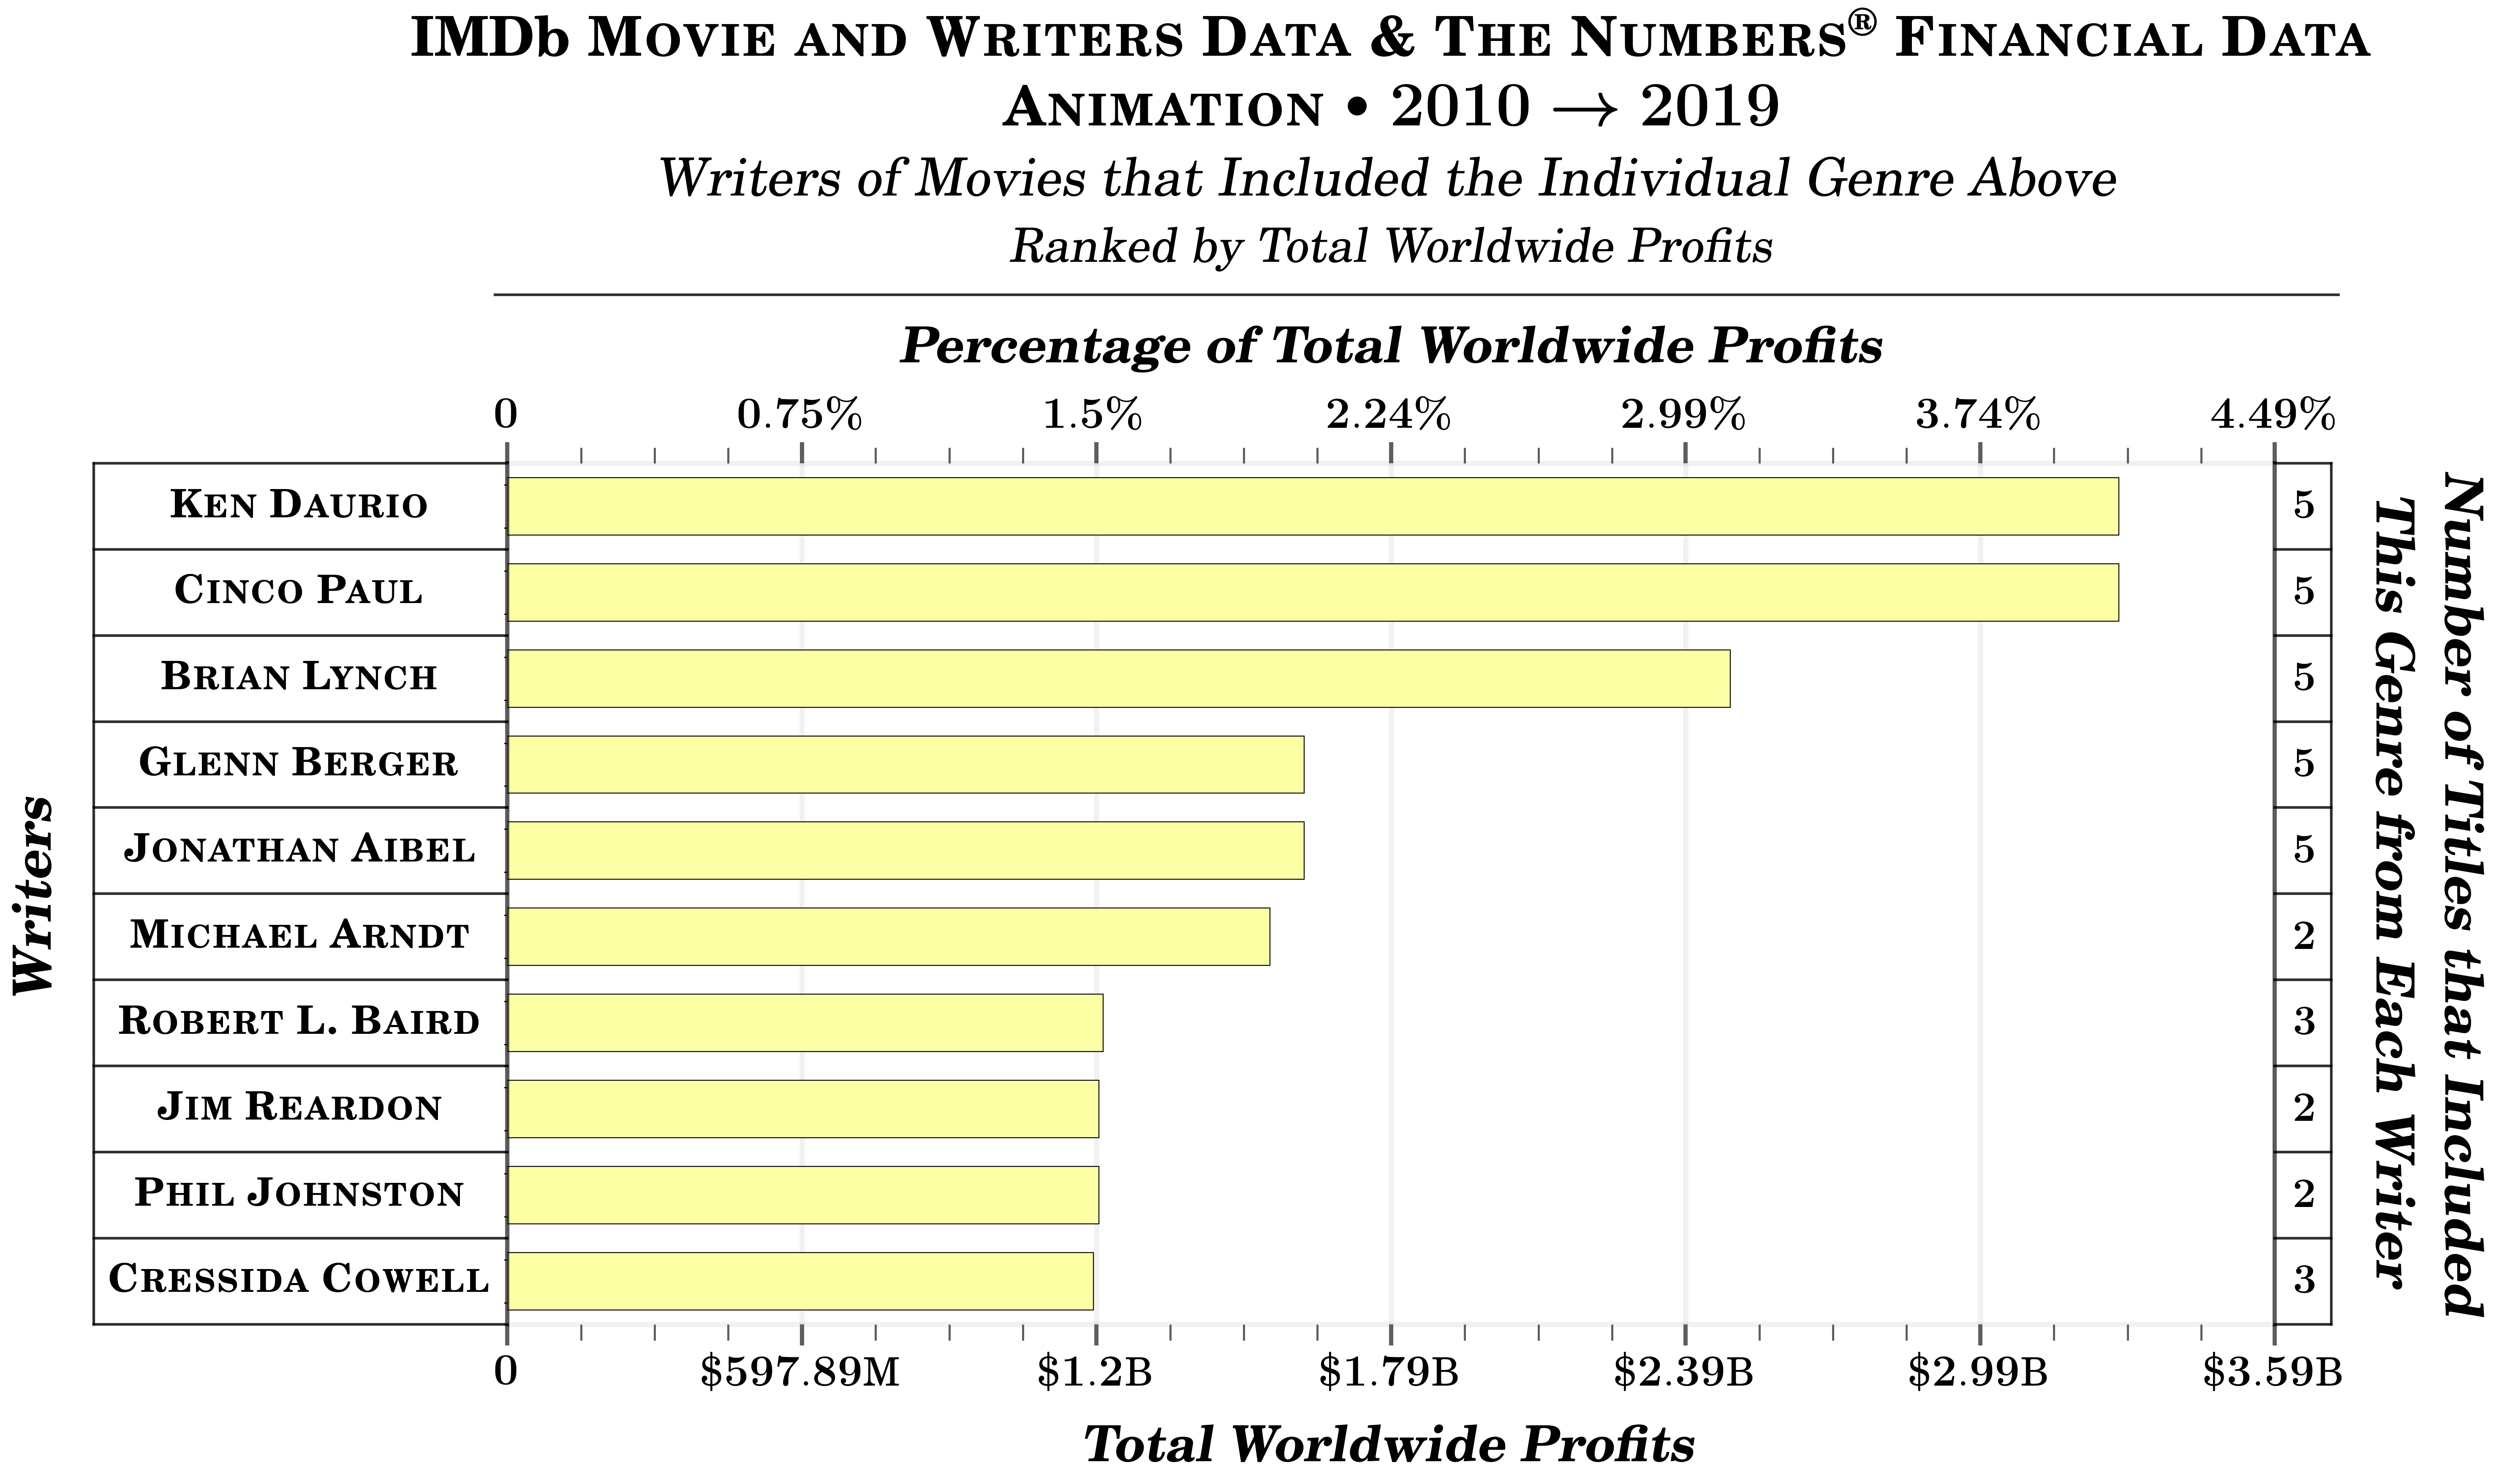 IMDb Movie and Writers Data & The Numbers® Financial Data
Animation • 2010 → 2019
Writers of Movies that Included the Individual Genre Above
Ranked by Total Worldwide Profits
Percentage of Total Worldwide Profits
0 0.75% 1.5% 2.24% 2.99% 3.74% 4.49%
Writers
Ken Daurio 5
Cinco Paul 5
Brian Lynch 5
Glenn Berger 5
Jonathan Aibel 5
Michael Arndt 2
Robert L. Baird 3
Jim Reardon 2
Phil Johnston 2
Cressida Cowell 3
Number of Titles that Included
This Genre from Each Writer
0 $597.89M $1.2B $1.79B $2.39B $2.99B $3.59B
Total Worldwide Profits